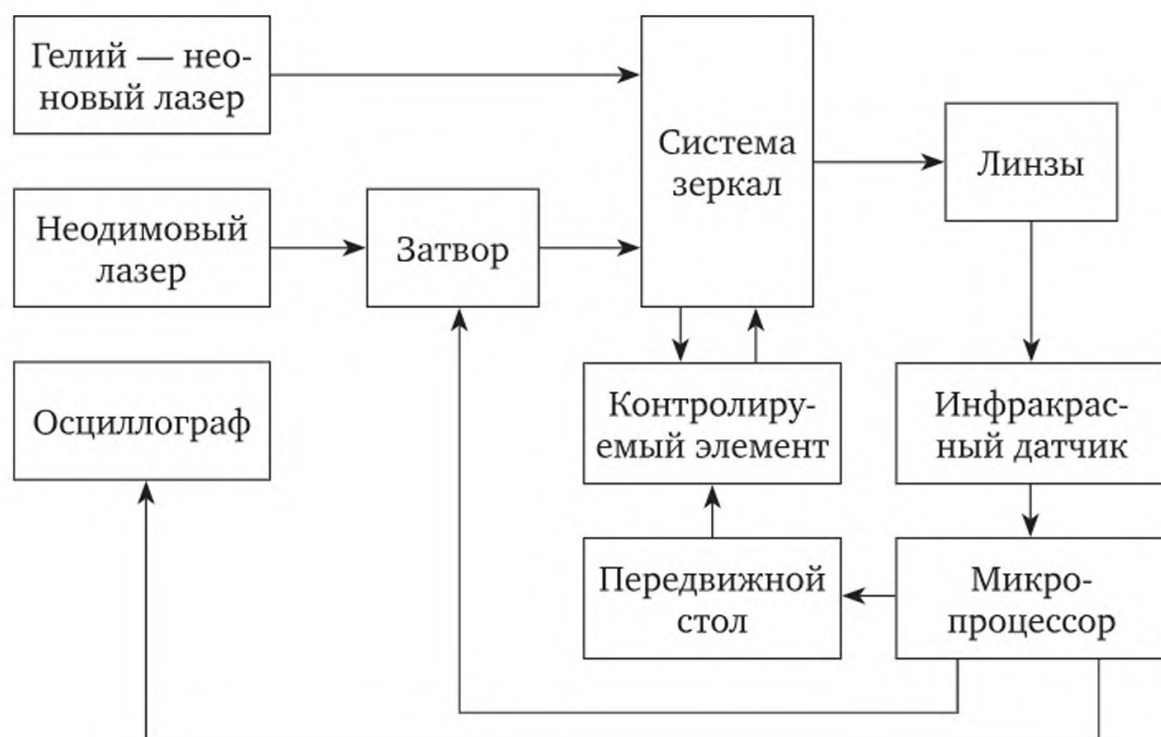 Гелий — нео-
новый лазер
Система
зеркал
Линзы
Неодимовый
лазер
Затвор
Осциллограф
Контролиру-
емый элемент
Инфракрас-
ный датчик
Передвижной
стол
Микро-
процессор